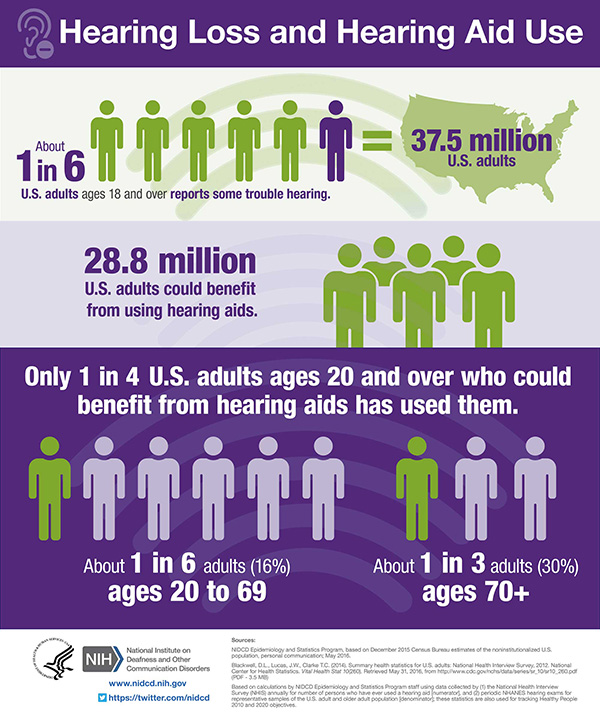 Hearing Loss and Hearing Aid Use
About
1 in 6
U.S. adults ages 18 and over reports some trouble hearing.
=
37.5 million
U.S. adults
28.8 million
U.S. adults could benefit
from using hearing aids.
Only 1 in 4 U.S. adults ages 20 and over who could
benefit from hearing aids has used them.
About 1 in 6 adults (16%)
ages 20 to 69
About 1 in 3 adults (30%)
ages 70+
NIH
National Institute on
Deafness and Other
Communication Disorders
www.nidcd.nih.gov
https://twitter.com/nidcd
Sources:
NIDCD Epidemiology and Statistics Program, based on December 2015 Census Bureau estimates of the noninstitutionalized U.S.
population, personal communication; May 2016.
Blackwell, D.L., Lucas, J.W., Clarke T.C. (2014). Summary health statistics for U.S. adults: National Health Interview Survey, 2012. National
Center for Health Statistics. Vital Health Stat 10(260). Retrieved May 31, 2016, from http://www.cdc.gov/nchs/data/series/sr_10/sr10_260.pdf
(PDF - 3.5 MB)
Based on calculations by NIDCD Epidemiology and Statistics Program staff using data collected by (1) the National Health Interview
Survey (NHIS) annually for number of persons who have ever used a hearing aid [numerator], and (2) periodic NHANES hearing exams for
representative samples of the U.S. adult and older adult population [denominator]; these statistics are also used for tracking Healthy People
2010 and 2020 objectives.